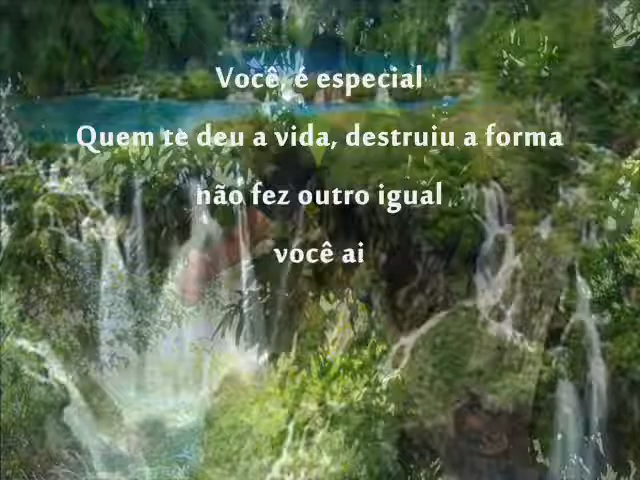 Você é especial
Quem te deu a vida, destruiu a forma
não fez outro igual
você ai